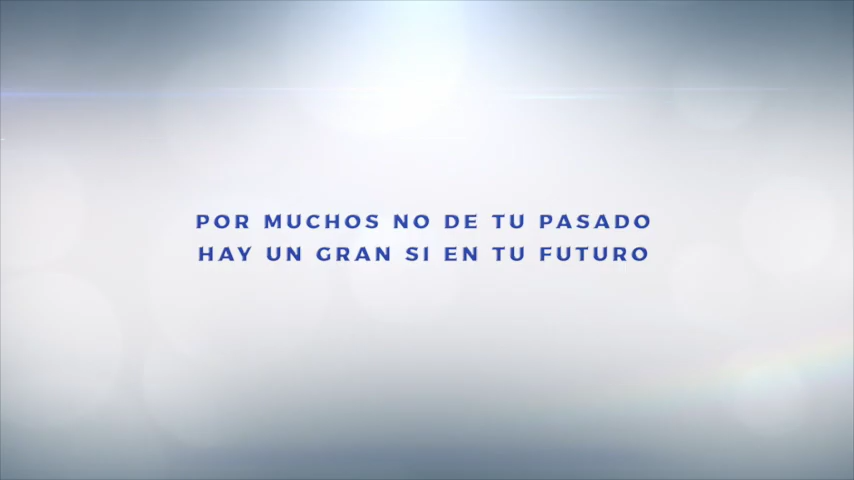 POR MUCHOS NO DE TU PASADO
HAY UN GRAN SI EN TU FUTURO